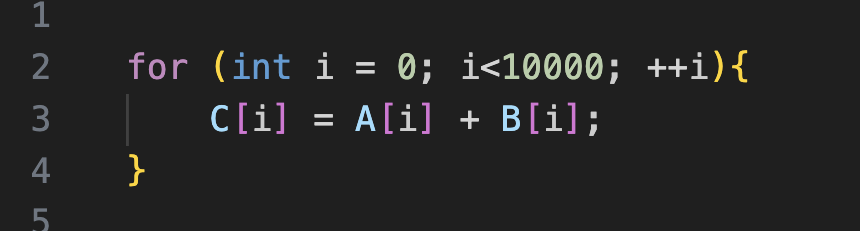 1
2 for (int i = 0; i<10000; ++i){
3 C[i] = A[i] + B[i];
4 }
5